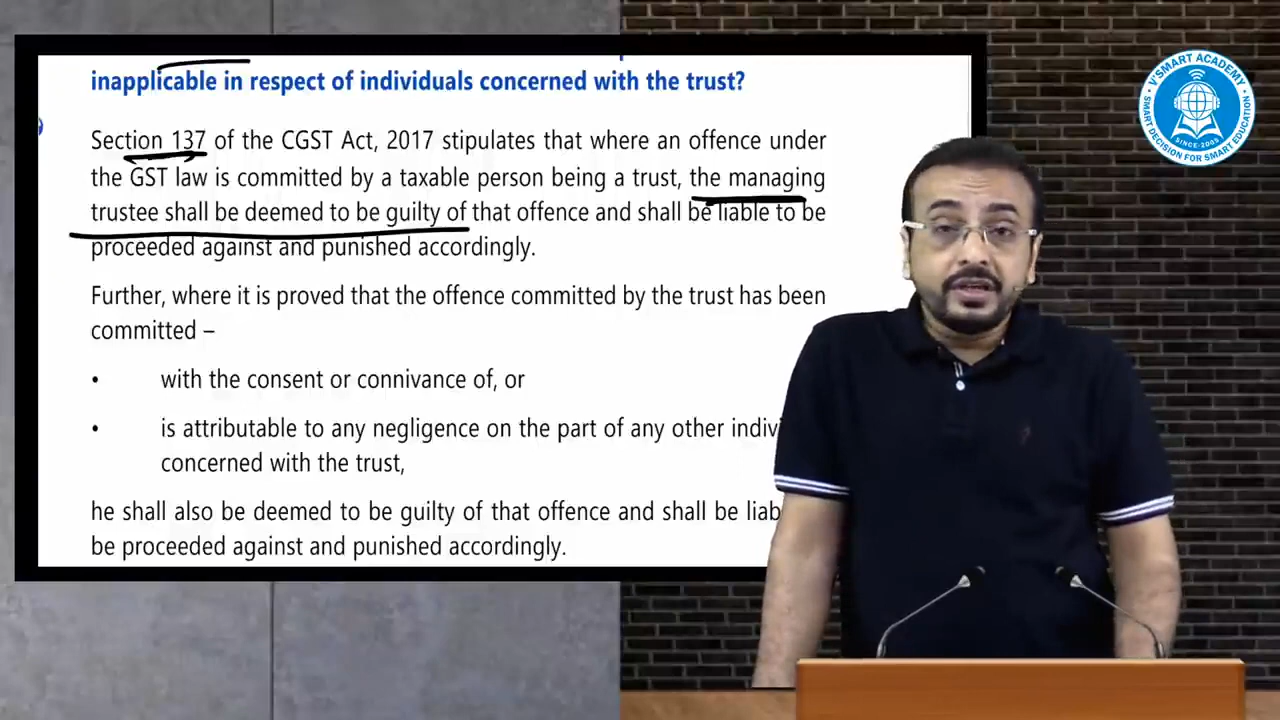 inapplicable in respect of individuals concerned with the trust?
Section 137 of the CGST Act, 2017 stipulates that where an offence under
the GST law is committed by a taxable person being a trust, the managing
trustee shall be deemed to be guilty of that offence and shall be liable to be
proceeded against and punished accordingly.
Further, where it is proved that the offence committed by the trust has been
committed –
• with the consent or connivance of, or
• is attributable to any negligence on the part of any other
concerned with the trust,
he shall also be deemed to be guilty of that offence and shall be
be proceeded against and punished accordingly.
V'SMART ACADEMY
SINCE-2003
SMART DECISION FOR SMART EDUCATION